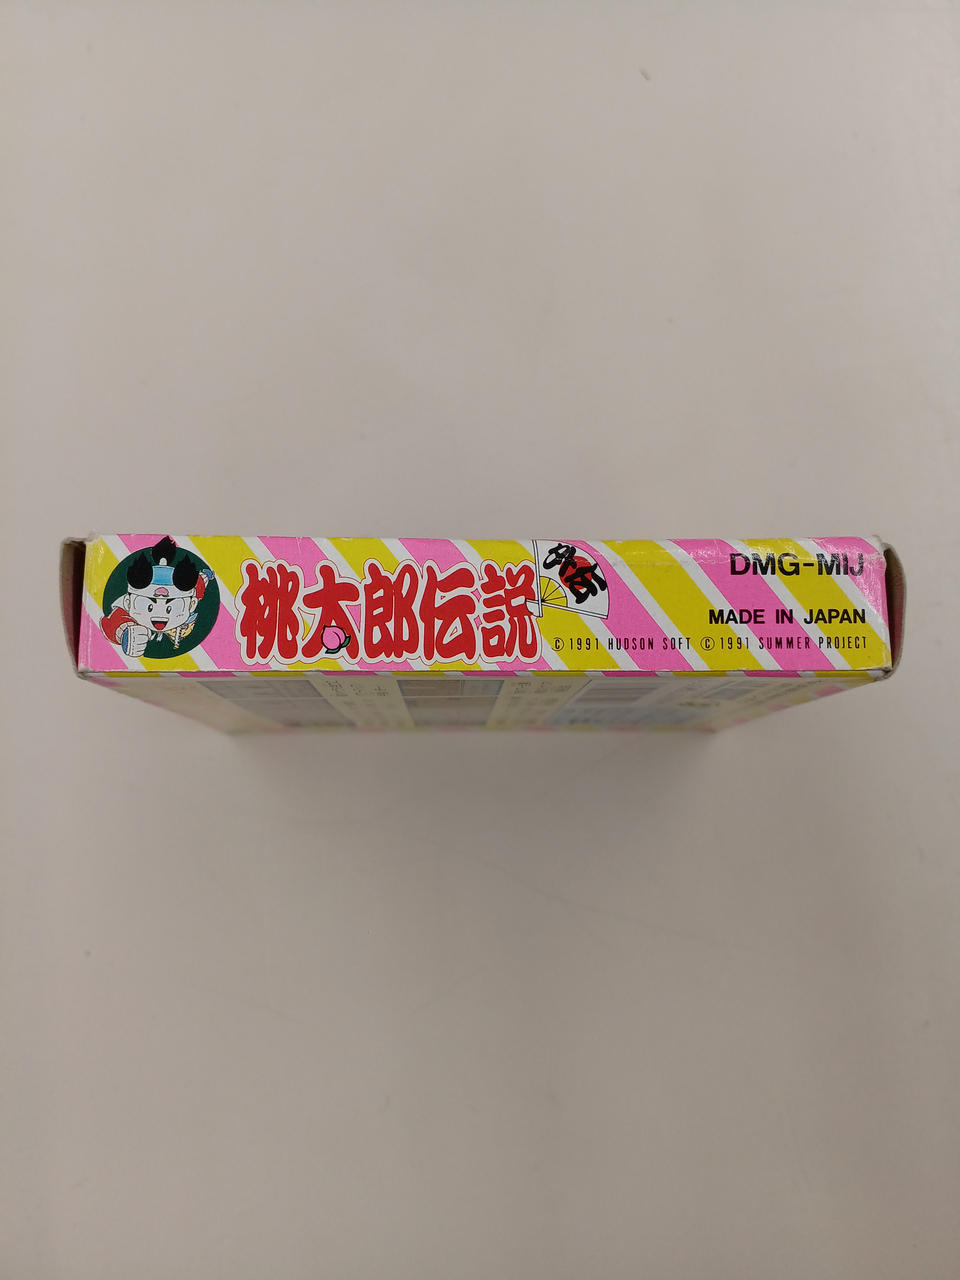 桃太郎伝説
外伝
DMG-MIJ
MADE IN JAPAN
© 1991 HUDSON SOFT © 1991 SUMMER PROJECT